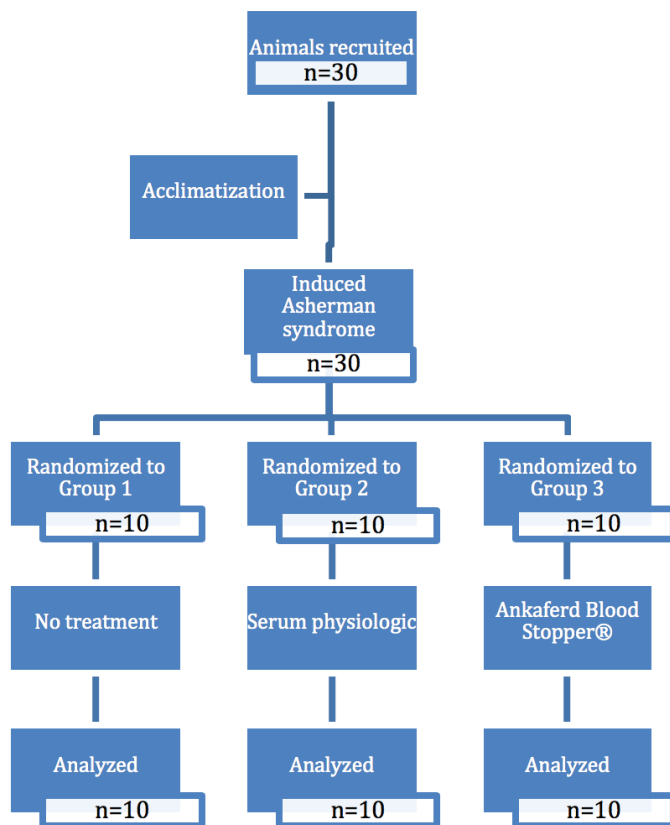 Animals recruited
n=30
Acclimatization
Induced
Asherman
syndrome
n=30
Randomized to
Group 1
n=10
Randomized to
Group 2
n=10
Randomized to
Group 3
n=10
No treatment
Serum physiologic
Ankaferd Blood
Stopper®
Analyzed
n=10
Analyzed
n=10
Analyzed
n=10